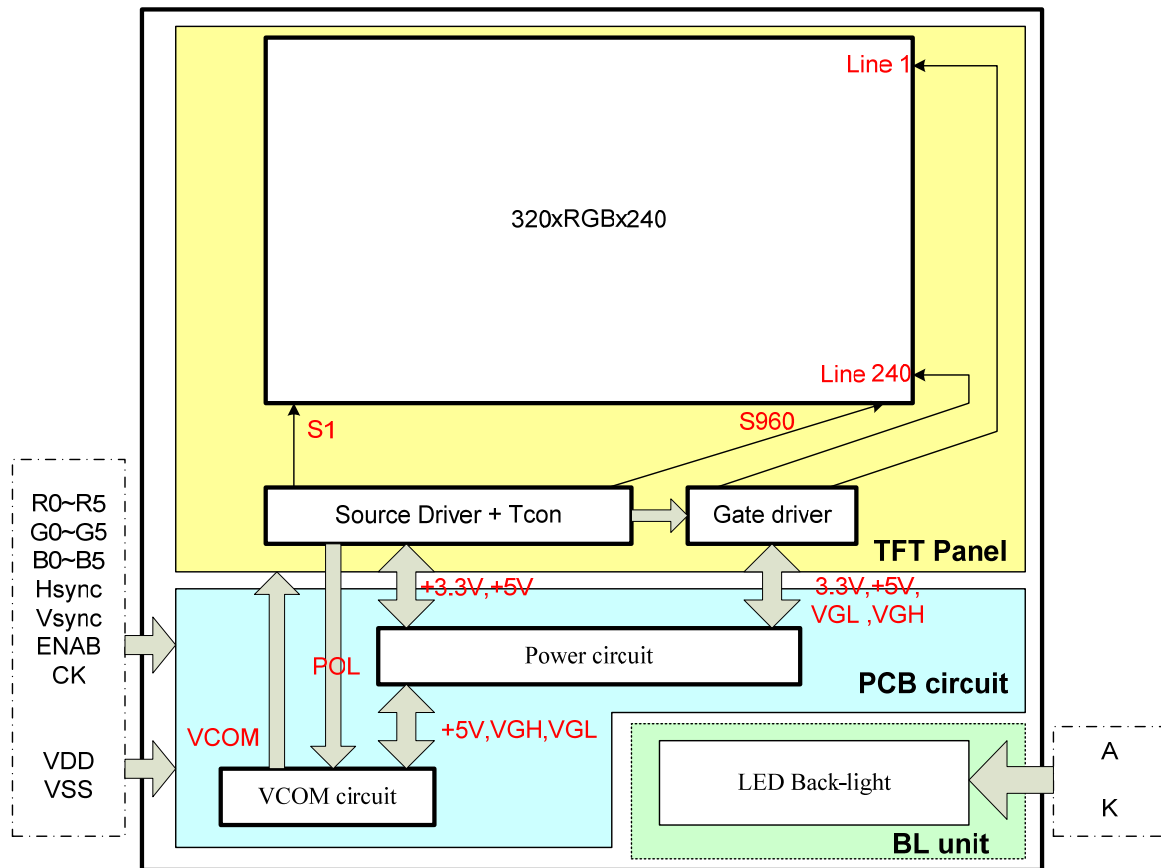 Line 1
320xRGBx240
Line 240
S1
S960
Source Driver + Tcon
Gate driver
TFT Panel
R0~R5
G0~G5
B0~B5
Hsync
Vsync
ENAB
CK
VDD
VSS
+3.3V,+5V
3.3V,+5V,
VGL ,VGH
Power circuit
POL
PCB circuit
VCOM
+5V,VGH,VGL
VCOM circuit
LED Back-light
BL unit
A
K